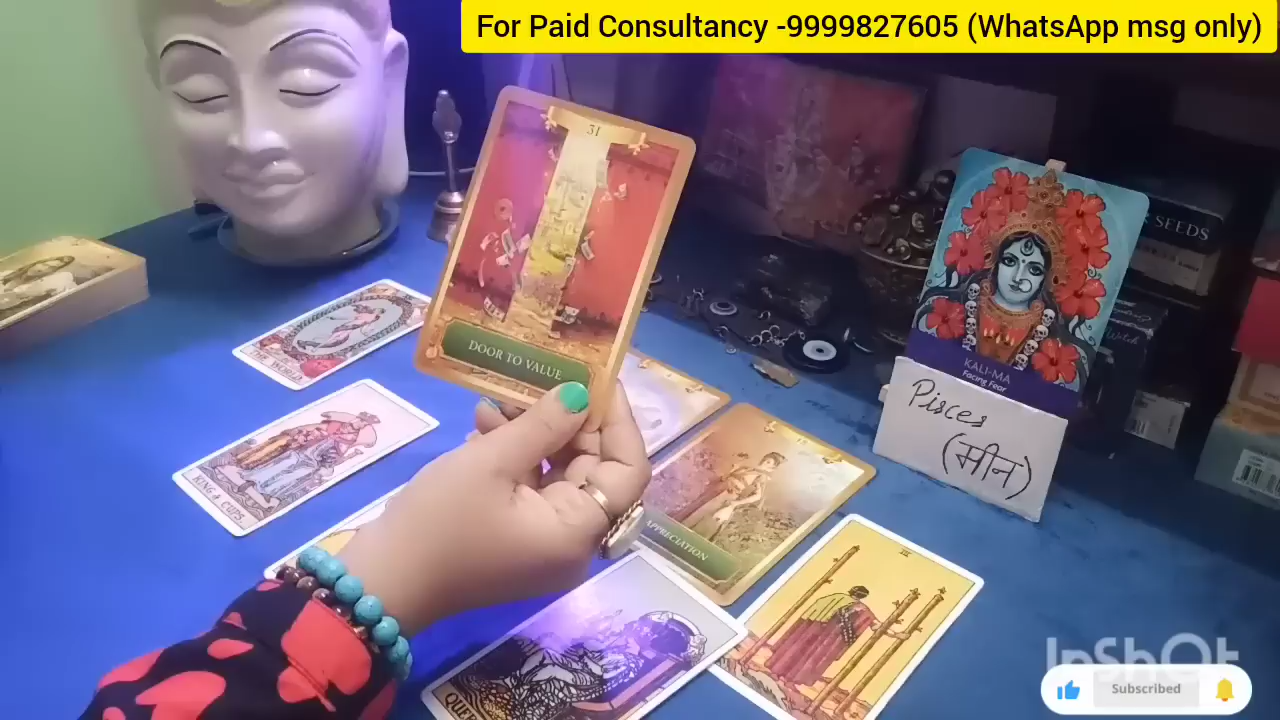 For Paid Consultancy -9999827605 (WhatsApp msg only)
31
DOOR TO VALUE
SEEDS
THE WORLD
KALI-MA
Facing Fear
Pisces
(मीन)
KING of CUPS
APPRECIATION
III
InShOt
Subscribed